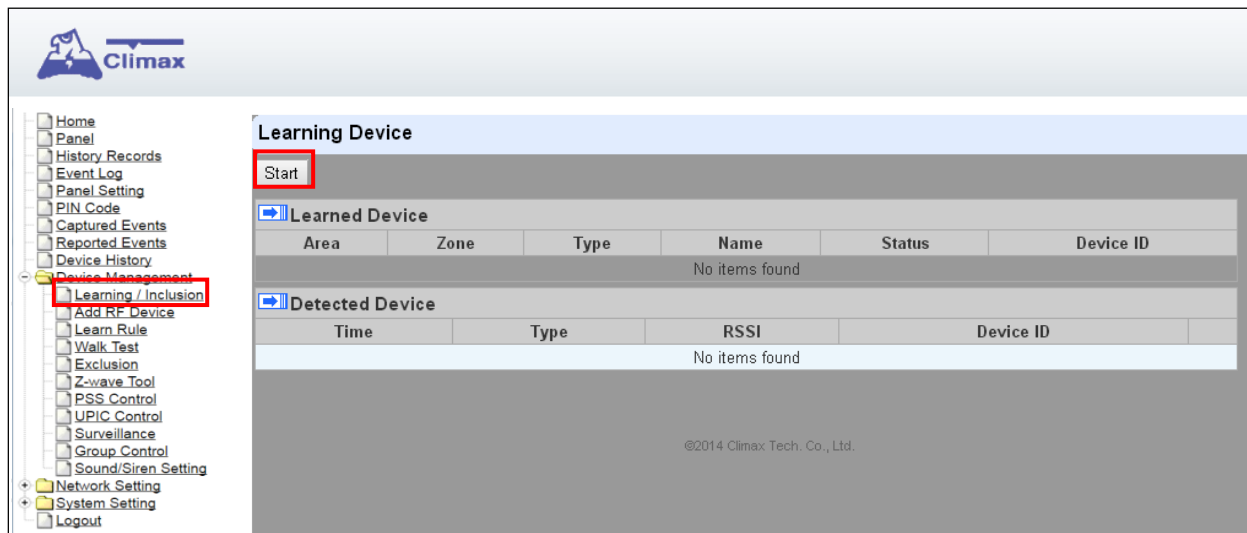 Climax
Home
Panel
History Records
Event Log
Panel Setting
PIN Code
Captured Events
Reported Events
Device History
Device Management
Learning / Inclusion
Add RF Device
Learn Rule
Walk Test
Exclusion
Z-wave Tool
PSS Control
UPIC Control
Surveillance
Group Control
Sound/Siren Setting
Network Setting
System Setting
Logout
Learning Device
Start
Learned Device
Area Zone Type Name Status Device ID
No items found
Detected Device
Time Type RSSI Device ID
No items found
©2014 Climax Tech. Co., Ltd.